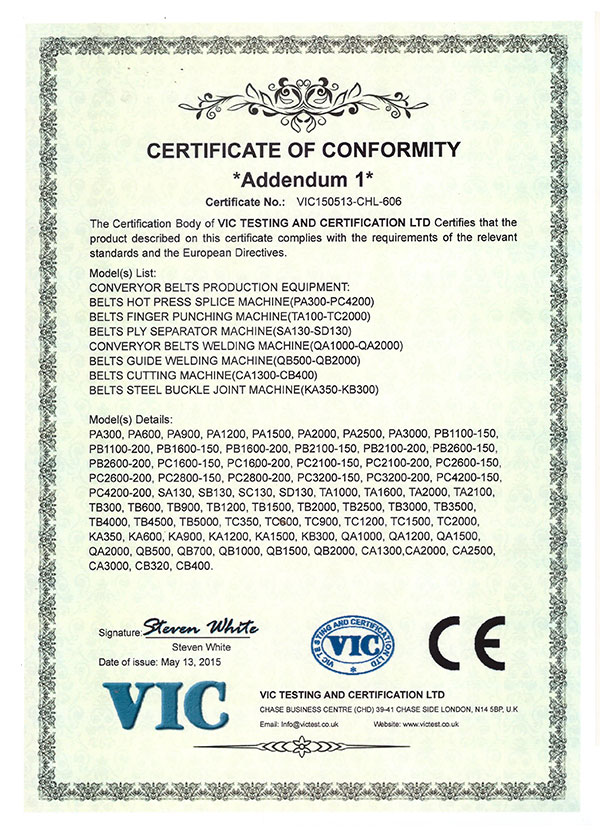 CERTIFICATE OF CONFORMITY
*Addendum 1*
Certificate No.: VIC150513-CHL-606
The Certification Body of VIC TESTING AND CERTIFICATION LTD Certifies that the
product described on this certificate complies with the requirements of the relevant
standards and the European Directives.
Model(s) List:
CONVERYOR BELTS PRODUCTION EQUIPMENT:
BELTS HOT PRESS SPLICE MACHINE(PA300-PC4200)
BELTS FINGER PUNCHING MACHINE(TA100-TC2000)
BELTS PLY SEPARATOR MACHINE(SA130-SD130)
CONVERYOR BELTS WELDING MACHINE(QA1000-QA2000)
BELTS GUIDE WELDING MACHINE(QB500-QB2000)
BELTS CUTTING MACHINE(CA1300-CB400)
BELTS STEEL BUCKLE JOINT MACHINE(KA350-KB300)
Model(s) Details:
PA300, PA600, PA900, PA1200, PA1500, PA2000, PA2500, PA3000, PB1100-150,
PB1100-200, PB1600-150, PB1600-200, PB2100-150, PB2100-200, PB2600-150,
PB2600-200, PC1600-150, PC1600-200, PC2100-150, PC2100-200, PC2600-150,
PC2600-200, PC2800-150, PC2800-200, PC3200-150, PC3200-200, PC4200-150,
PC4200-200, SA130, SB130, SC130, SD130, TA1000, TA1600, TA2000, TA2100,
TB300, TB600, TB900, TB1200, TB1500, TB2000, TB2500, TB3000, TB3500,
TB4000, TB4500, TB5000, TC350, TC600, TC900, TC1200, TC1500, TC2000,
KA350, KA600, KA900, KA1200, KA1500, KB300, QA1000, QA1200, QA1500,
QA2000, QB500, QB700, QB1000, QB1500, QB2000, CA1300,CA2000, CA2500,
CA3000, CB320, CB400.
Signature: Steven White
Steven White
Date of issue: May 13, 2015
VIC TESTING AND CERTIFICATION LTD
VIC
CE
VIC
VIC TESTING AND CERTIFICATION LTD
CHASE BUSINESS CENTRE (CHD) 39-41 CHASE SIDE LONDON, N14 5BP, U.K
Email: Info@victest.co.uk Website: www.victest.co.uk